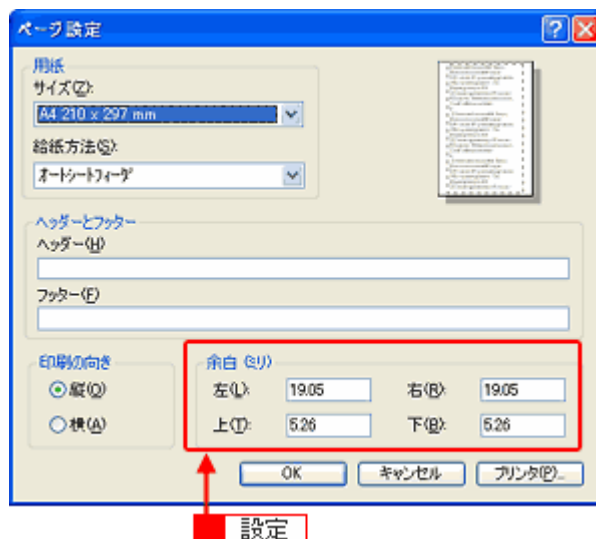 ページ設定
用紙
サイズ(Z):
A4 210 x 297 mm
給紙方法(S):
オートシートフィーダ
ヘッダーとフッター
ヘッダー(H)
フッター(F)
印刷の向き
縦(O)
横(A)
余白 (ミリ)
左(L): 19.05 右(R): 19.05
上(T): 5.26 下(B): 5.26
OK キャンセル プリンタ(P)...
設定